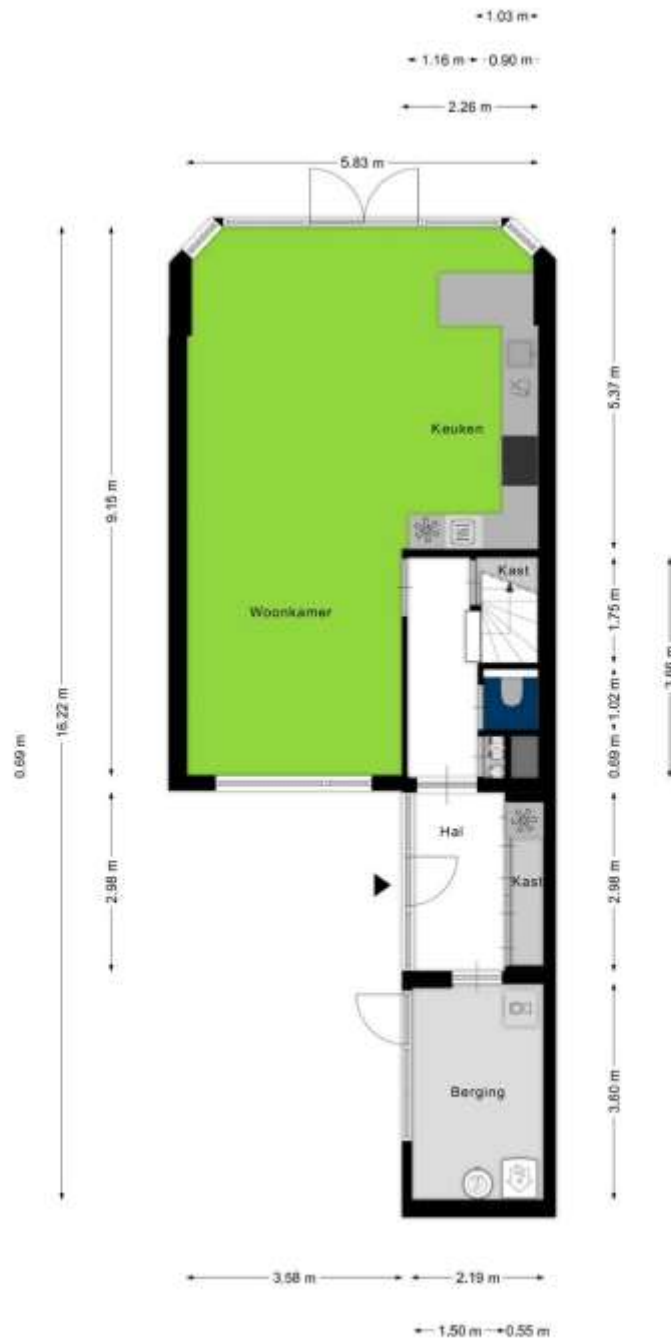 1.03 m
1.16 m
0.90 m
2.26 m
5.83 m
5.37 m
Keuken
9.15 m
Kast
Woonkamer
1.75 m
16.22 m
1.02 m
0.69 m
0.69 m
Hal
2.98 m
Kast
2.98 m
3.60 m
Berging
3.58 m
2.19 m
1.50 m
0.55 m